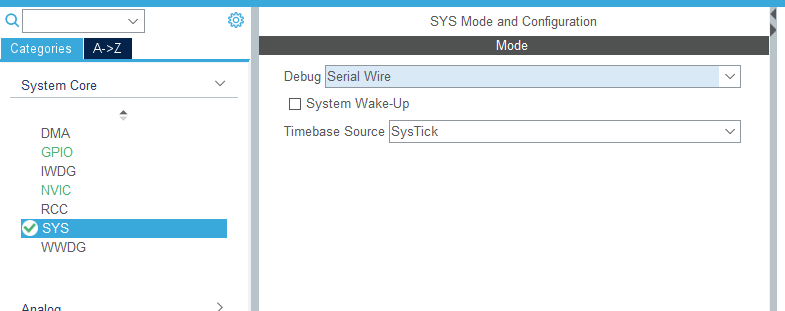 Categories
A->Z
System Core
DMA
GPIO
IWDG
NVIC
RCC
SYS
WWDG
Analog
SYS Mode and Configuration
Mode
Debug Serial Wire
System Wake-Up
Timebase Source SysTick